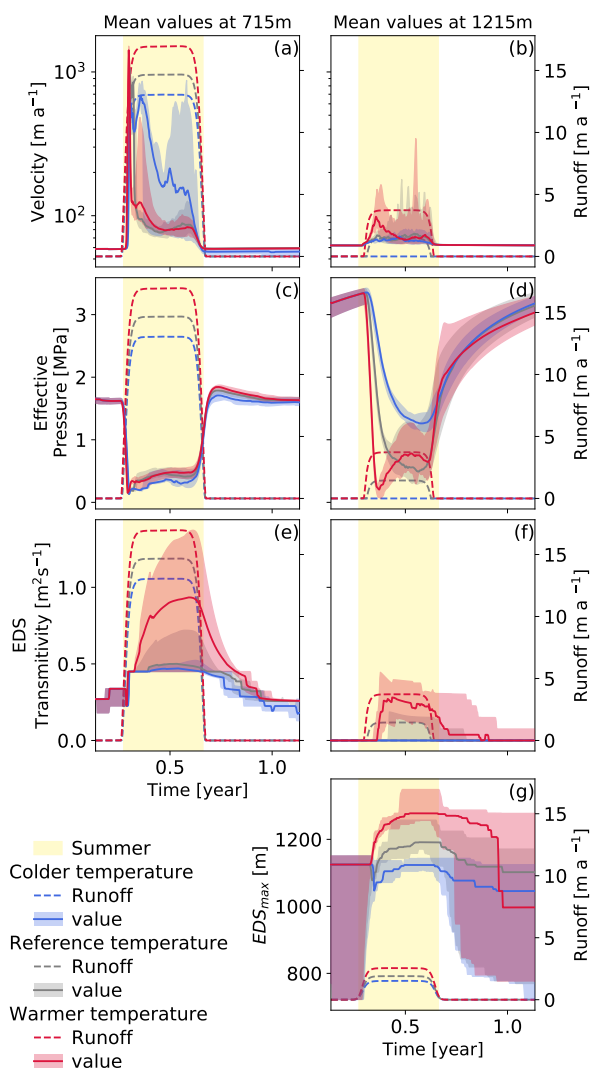 Mean values at 715m
Mean values at 1215m
(a)
(b)
10³
10²
Velocity [m a⁻¹]
15
10
5
0
Runoff [m a⁻¹]
(c)
(d)
3
2
1
0
Effective
Pressure [MPa]
15
10
5
0
Runoff [m a⁻¹]
(e)
(f)
1.0
0.5
0.0
EDS
Transmitivity [m²s⁻¹]
15
10
5
0
Runoff [m a⁻¹]
0.5
1.0
Time [year]
(g)
1200
1000
800
EDSₘₐₓ [m]
15
10
5
0
Runoff [m a⁻¹]
0.5
1.0
Time [year]
Summer
Colder temperature
Runoff
value
Reference temperature
Runoff
value
Warmer temperature
Runoff
value